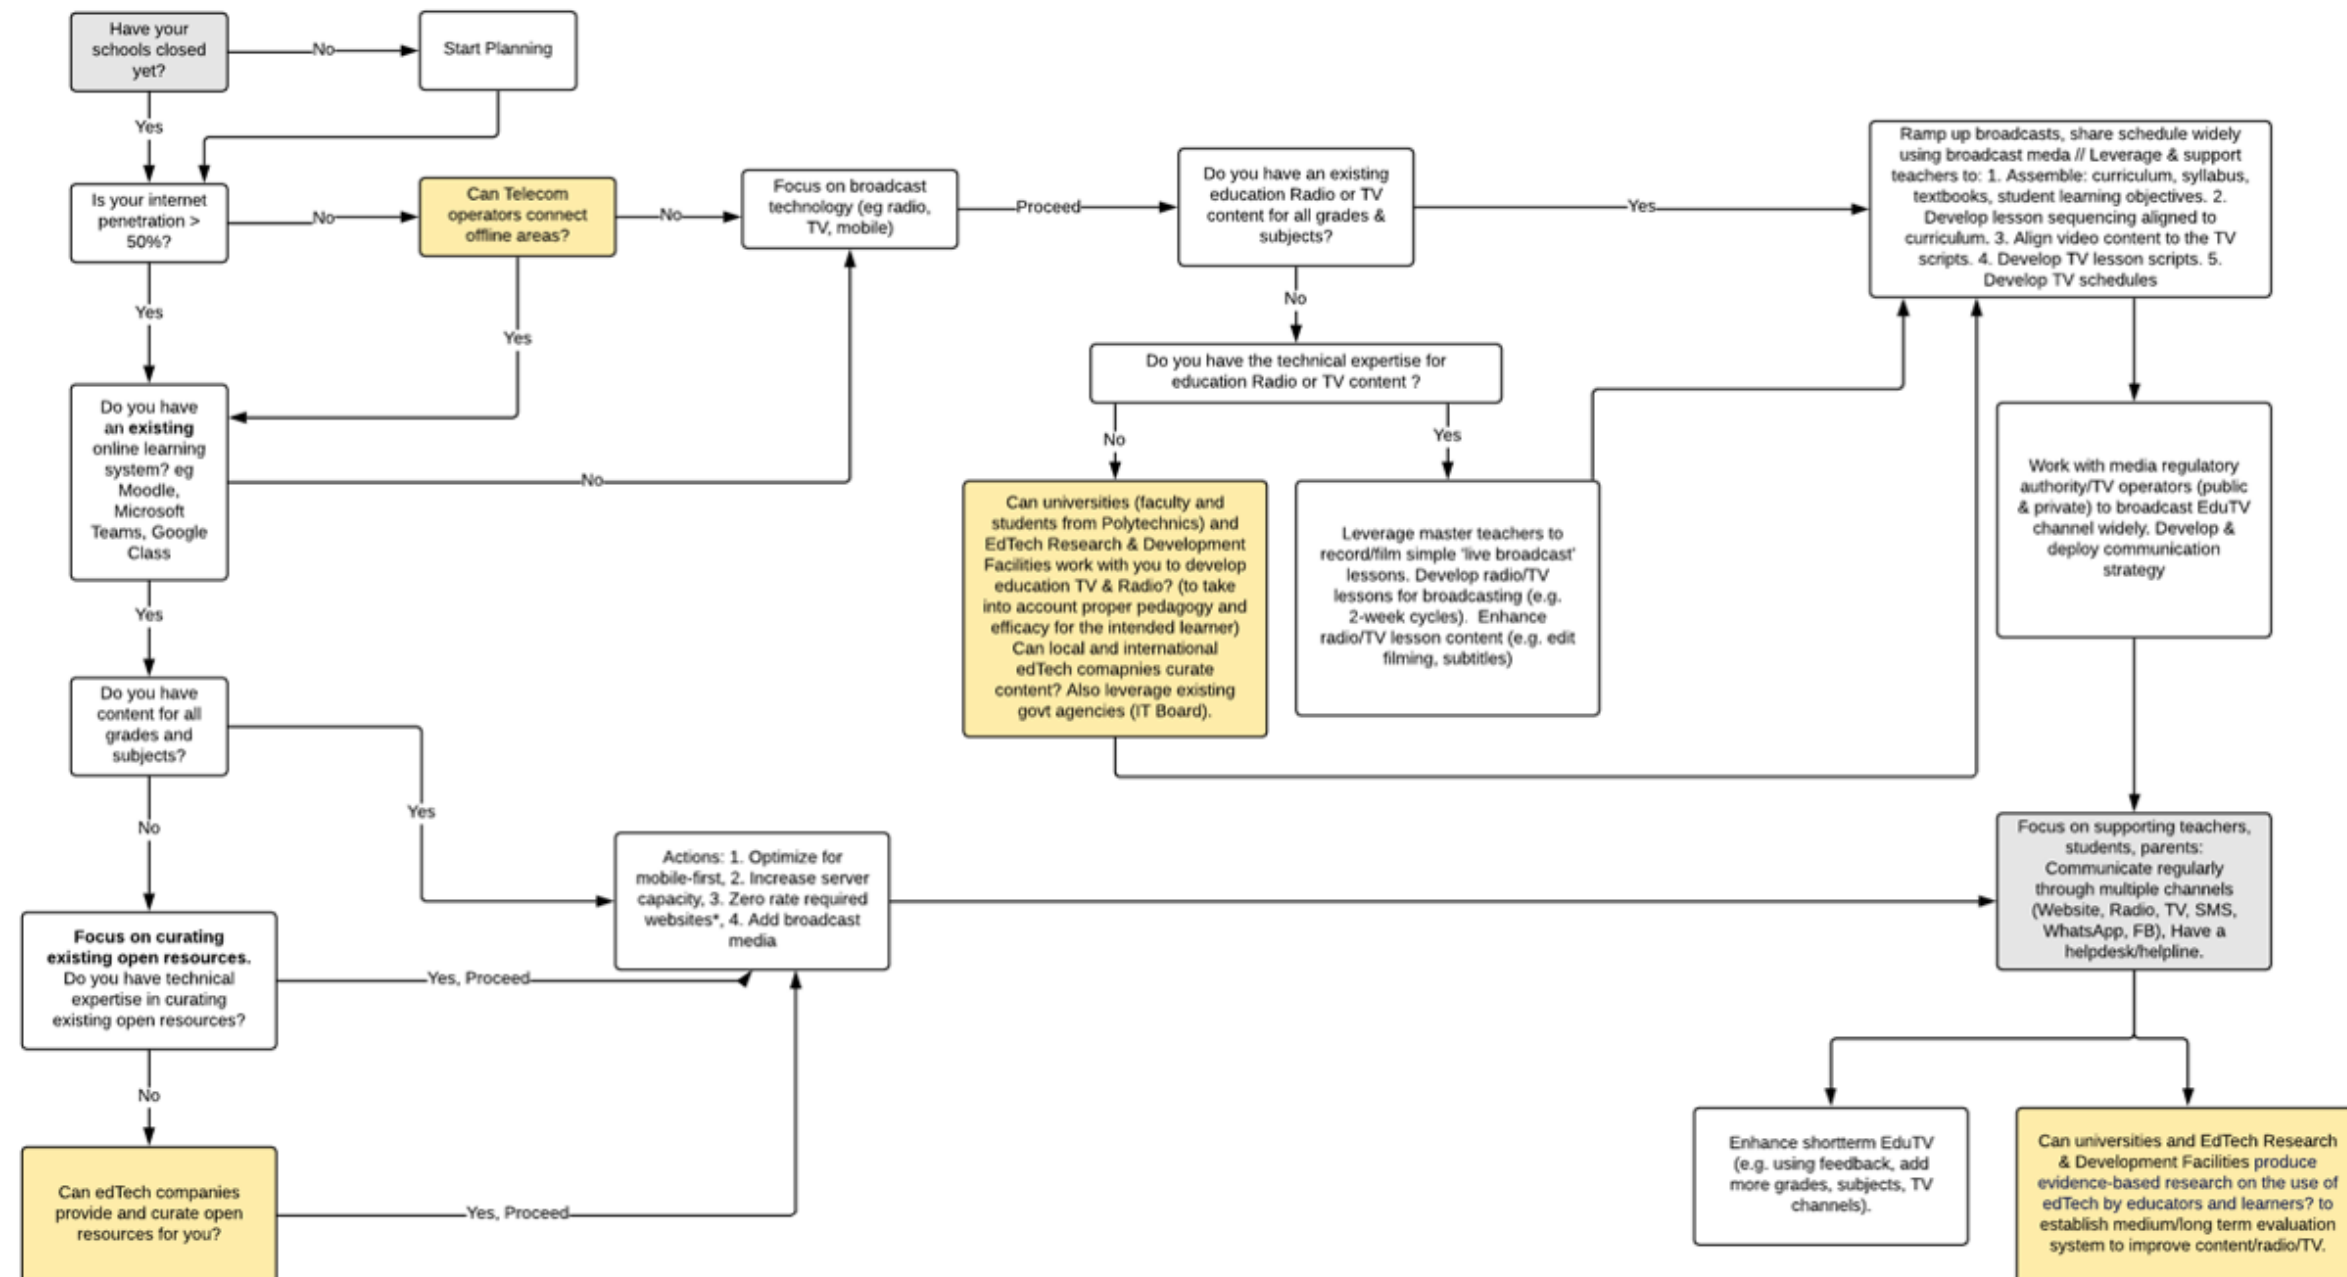 Have your
schools closed
yet?
No
Start Planning
Yes
Is your internet
penetration >
50%?
No
Can Telecom
operators connect
offline areas?
No
Focus on broadcast
technology (eg radio,
TV, mobile)
Proceed
Do you have an existing
education Radio or TV
content for all grades &
subjects?
Yes
Ramp up broadcasts, share schedule widely
using broadcast meda // Leverage & support
teachers to: 1. Assemble: curriculum, syllabus,
textbooks, student learning objectives. 2.
Develop lesson sequencing aligned to
curriculum. 3. Align video content to the TV
scripts. 4. Develop TV lesson scripts. 5.
Develop TV schedules
Yes
Yes
No
Do you have the technical expertise for
education Radio or TV content ?
No
Yes
Do you have
an existing
online learning
system? eg
Moodle,
Microsoft
Teams, Google
Class
No
Can universities (faculty and
students from Polytechnics) and
EdTech Research & Development
Facilities work with you to develop
education TV & Radio? (to take
into account proper pedagogy and
efficacy for the intended learner)
Can local and international
edTech comapnies curate
content? Also leverage existing
govt agencies (IT Board).
Leverage master teachers to
record/film simple 'live broadcast'
lessons. Develop radio/TV
lessons for broadcasting (e.g.
2-week cycles). Enhance
radio/TV lesson content (e.g. edit
filming, subtitles)
Work with media regulatory
authority/TV operators (public
& private) to broadcast EduTV
channel widely. Develop &
deploy communication
strategy
Yes
Do you have
content for all
grades and
subjects?
Yes
No
Actions: 1. Optimize for
mobile-first, 2. Increase server
capacity, 3. Zero rate required
websites*, 4. Add broadcast
media
Focus on supporting teachers,
students, parents:
Communicate regularly
through multiple channels
(Website, Radio, TV, SMS,
WhatsApp, FB), Have a
helpdesk/helpline.
Focus on curating
existing open resources.
Do you have technical
expertise in curating
existing open resources?
Yes, Proceed
No
Can edTech companies
provide and curate open
resources for you?
Yes, Proceed
Enhance shortterm EduTV
(e.g. using feedback, add
more grades, subjects, TV
channels).
Can universities and EdTech Research
& Development Facilities produce
evidence-based research on the use of
edTech by educators and learners? to
establish medium/long term evaluation
system to improve content/radio/TV.